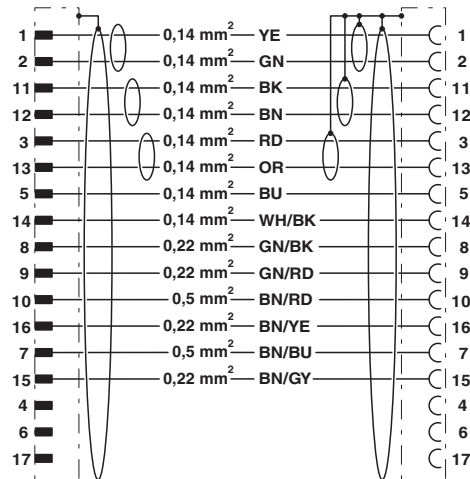 1 0,14 mm² YE 1
2 0,14 mm² GN 2
11 0,14 mm² BK 11
12 0,14 mm² BN 12
3 0,14 mm² RD 3
13 0,14 mm² OR 13
5 0,14 mm² BU 5
14 0,14 mm² WH/BK 14
8 0,22 mm² GN/BK 8
9 0,22 mm² GN/RD 9
10 0,5 mm² BN/RD 10
16 0,22 mm² BN/YE 16
7 0,5 mm² BN/BU 7
15 0,22 mm² BN/GY 15
4 4
6 6
17 17